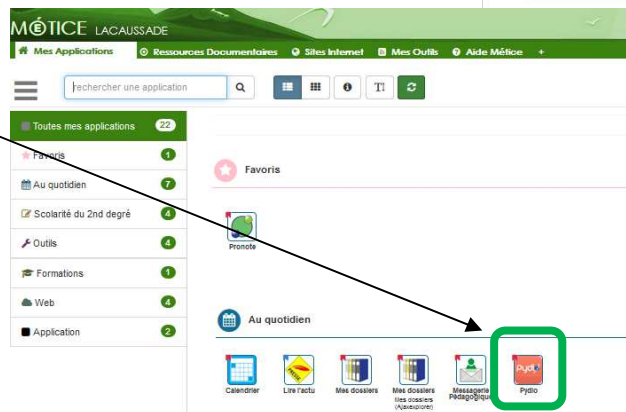 MÉTICE LACAUSSADE
Mes Applications Ressources Documentaires Sites Internet Mes Outils Aide Métice +
rechercher une application
Toutes mes applications 22
Favoris 1
Au quotidien 7
Scolarité du 2nd degré 4
Outils 4
Formations 1
Web 4
Application 2
Favoris
Pronote
Au quotidien
Calendrier
Lire l'actu
Mes dossiers
Mes dossiers
Mes dossiers
(Ajaxexplorer)
Messagerie
Pédagogique
Pydio
Pydio